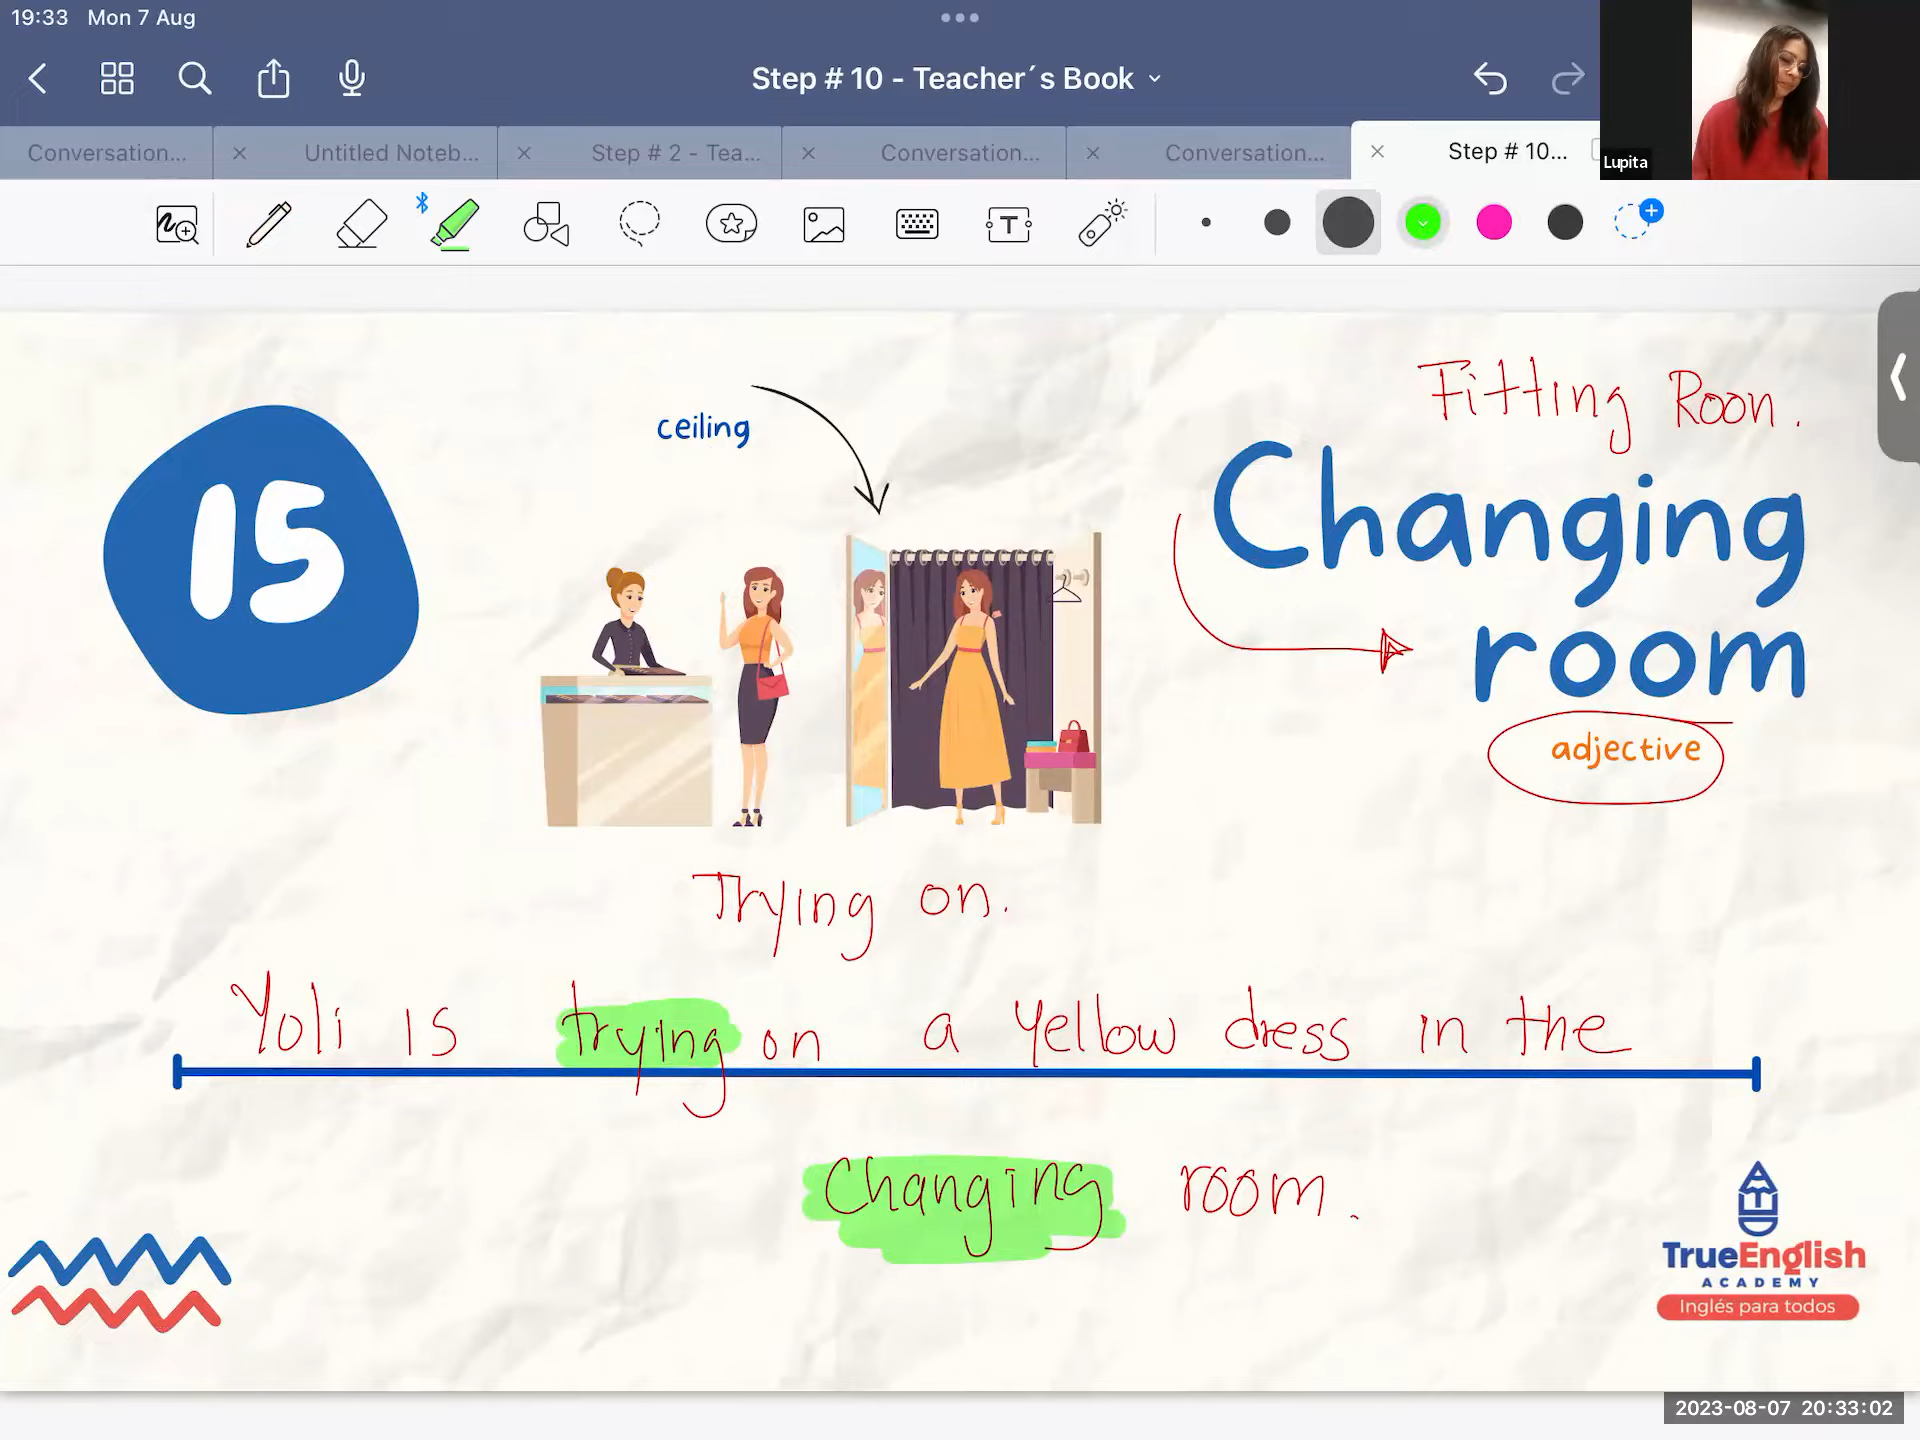 19:33 Mon 7 Aug
Step # 10 - Teacher´s Book
Lupita
Conversation...
Untitled Noteb...
Step # 2 - Tea...
Conversation...
Conversation...
Step # 10...
T
Fitting Roon.
ceiling
15
Changing
room
adjective
Trying on.
Yoli is trying on a yellow dress in the
Changing room.
TrueEnglish
ACADEMY
Inglés para todos
2023-08-07 20:33:02